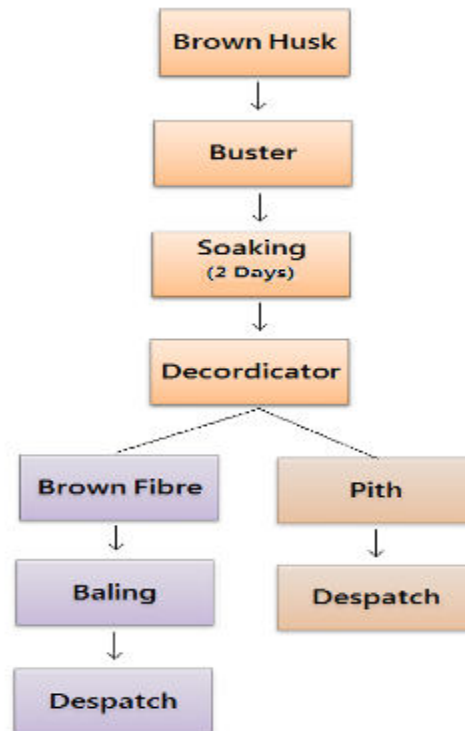 Brown Husk
Buster
Soaking
(2 Days)
Decordicator
Brown Fibre
Pith
Baling
Despatch
Despatch